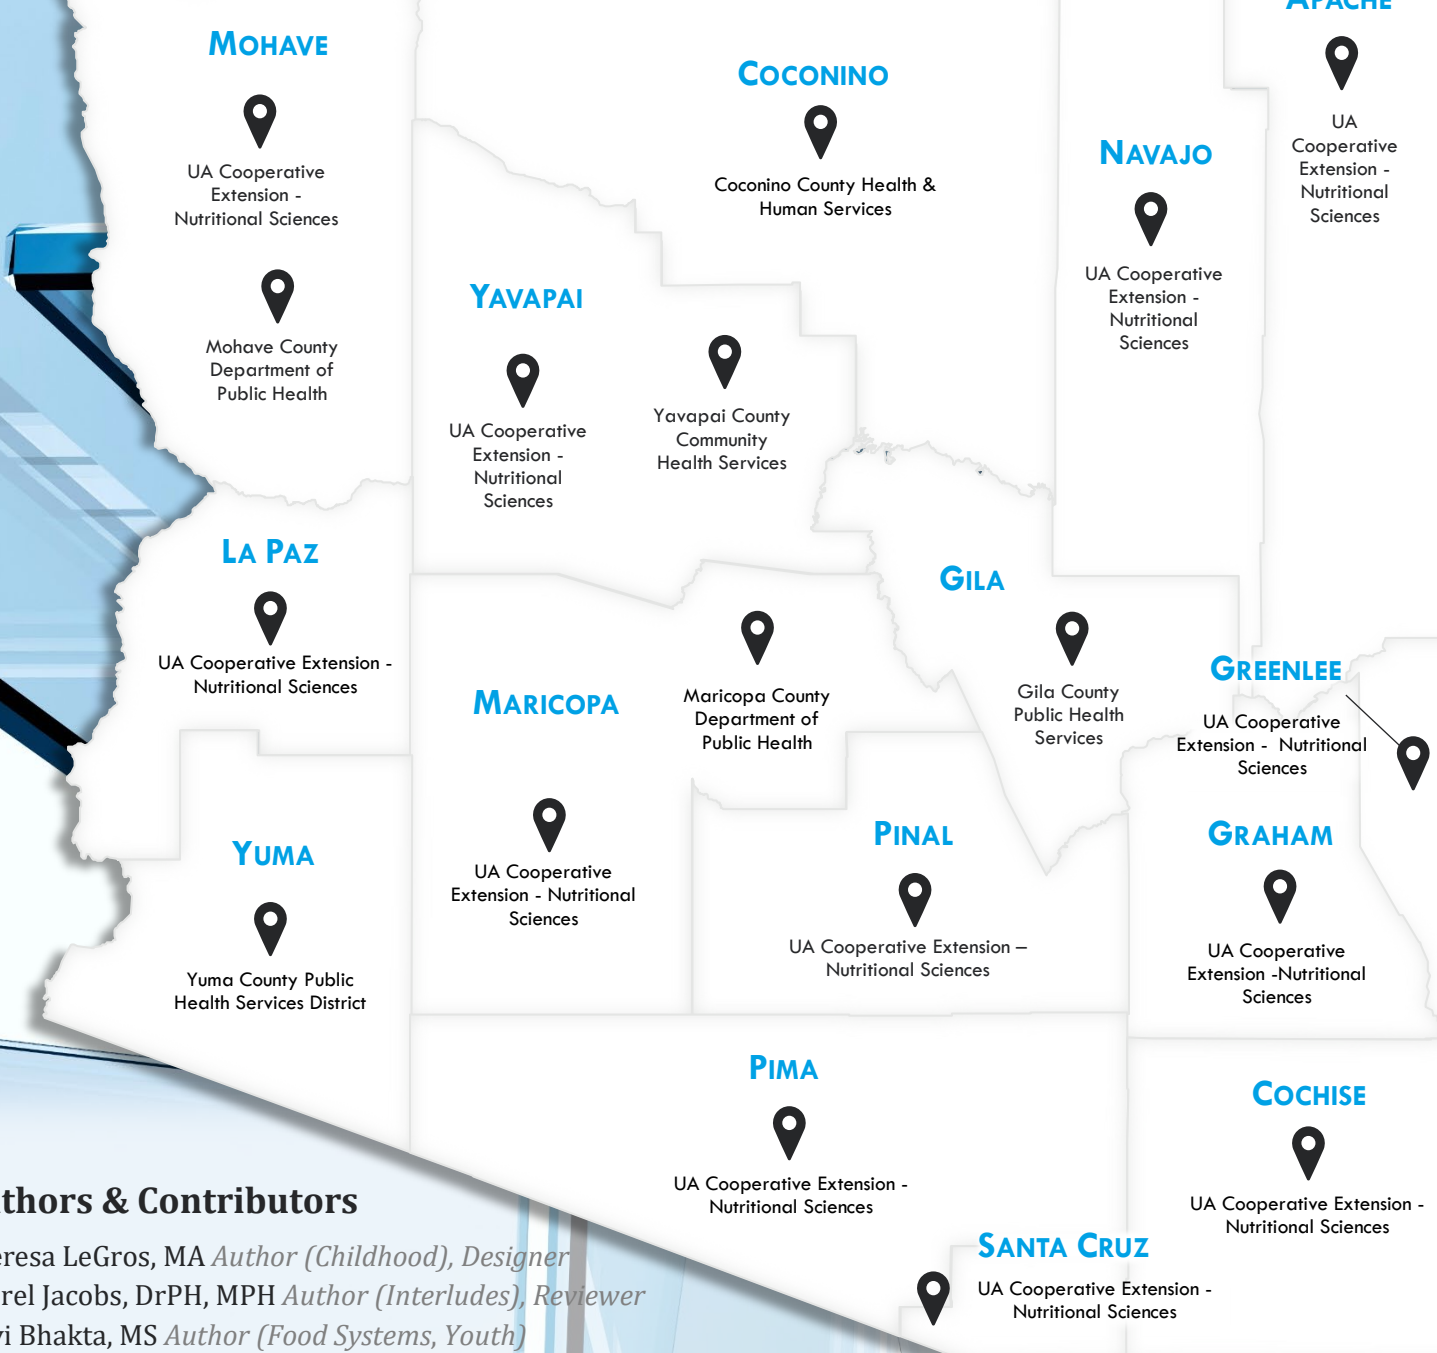 APACHE
UA
Cooperative
Extension -
Nutritional
Sciences
MOHAVE
UA Cooperative
Extension -
Nutritional Sciences
Mohave County
Department of
Public Health
COCONINO
Coconino County Health &
Human Services
NAVAJO
UA Cooperative
Extension -
Nutritional
Sciences
YAVAPAI
UA Cooperative
Extension -
Nutritional
Sciences
Yavapai County
Community
Health Services
LA PAZ
UA Cooperative Extension -
Nutritional Sciences
GILA
Gila County
Public Health
Services
MARICOPA
Maricopa County
Department of
Public Health
UA Cooperative
Extension - Nutritional
Sciences
GREENLEE
UA Cooperative
Extension - Nutritional
Sciences
YUMA
Yuma County Public
Health Services District
PINAL
UA Cooperative Extension –
Nutritional Sciences
GRAHAM
UA Cooperative
Extension -Nutritional
Sciences
PIMA
UA Cooperative Extension -
Nutritional Sciences
COCHISE
UA Cooperative Extension -
Nutritional Sciences
SANTA CRUZ
UA Cooperative Extension -
Nutritional Sciences
thors & Contributors
eresa LeGros, MA Author (Childhood), Designer
rel Jacobs, DrPH, MPH Author (Interludes), Reviewer
vi Bhakta, MS Author (Food Systems, Youth)